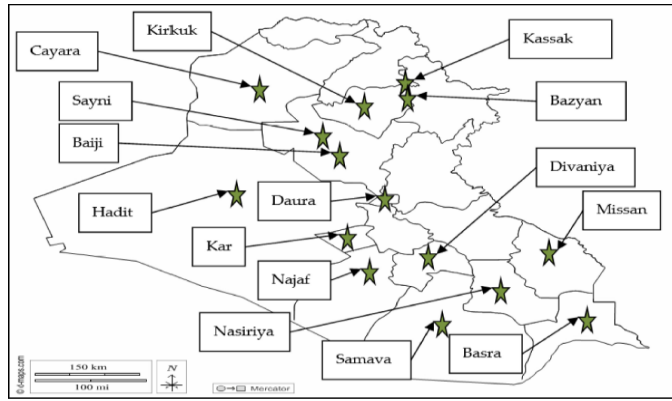 Kirkuk
Kassak
Cayara
Sayni
Bazyan
Baiji
Divaniya
Hadit
Daura
Missan
Kar
Najaf
Nasiriya
Samava
Basra
150 km
100 mi
N
Mercator
© d-maps.com